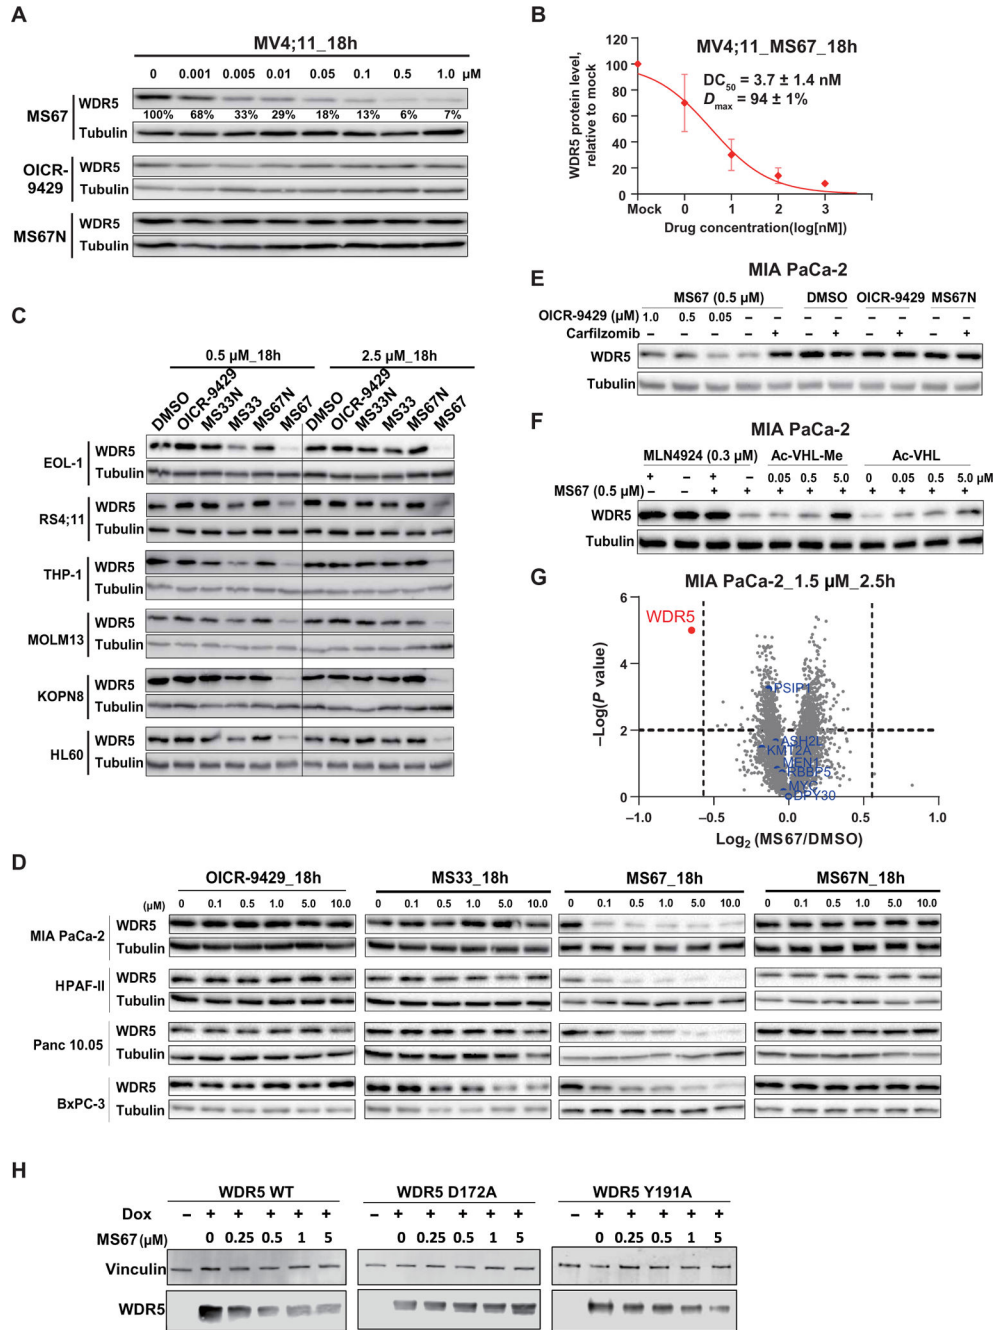 A
MV4;11_18h
0 0.001 0.005 0.01 0.05 0.1 0.5 1.0 µM
MS67
WDR5
100% 68% 33% 29% 18% 13% 6% 7%
Tubulin
OICR-9429
WDR5
Tubulin
MS67N
WDR5
Tubulin
B
MV4;11_MS67_18h
DC50 = 3.7 ± 1.4 nM
Dmax = 94 ± 1%
WDR5 protein level, relative to mock
120
100
80
60
40
20
0
Mock 0 1 2 3
Drug concentration(log[nM])
C
0.5 µM_18h 2.5 µM_18h
DMSO OICR-9429 MS33N MS33 MS67N MS67 DMSO OICR-9429 MS33N MS33 MS67N MS67
EOL-1
WDR5
Tubulin
RS4;11
WDR5
Tubulin
THP-1
WDR5
Tubulin
MOLM13
WDR5
Tubulin
KOPN8
WDR5
Tubulin
HL60
WDR5
Tubulin
E
MIA PaCa-2
MS67 (0.5 µM) DMSO OICR-9429 MS67N
OICR-9429 (µM) 1.0 0.5 0.05 – – – – – – – –
Carfilzomib – – – – + – + – + – +
WDR5
Tubulin
F
MIA PaCa-2
MLN4924 (0.3 µM) Ac-VHL-Me Ac-VHL
+ – + – 0.05 0.5 5.0 0 0.05 0.5 5.0 µM
MS67 (0.5 µM) – – + + + + + + + + +
WDR5
Tubulin
G
MIA PaCa-2_1.5 µM_2.5h
–Log(P value)
6
4
2
0
WDR5
PSIP1
ASH2L
KMT2A
MEN1
RBBP5
MYC
DPY30
–1.0 –0.5 0.0 0.5 1.0
Log2 (MS67/DMSO)
D
OICR-9429_18h MS33_18h MS67_18h MS67N_18h
(µM) 0 0.1 0.5 1.0 5.0 10.0 0 0.1 0.5 1.0 5.0 10.0 0 0.1 0.5 1.0 5.0 10.0 0 0.1 0.5 1.0 5.0 10.0
MIA PaCa-2
WDR5
Tubulin
HPAF-II
WDR5
Tubulin
Panc 10.05
WDR5
Tubulin
BxPC-3
WDR5
Tubulin
H
WDR5 WT WDR5 D172A WDR5 Y191A
Dox – + + + + + – + + + + + – + + + + +
MS67 (µM) 0 0.25 0.5 1 5 0 0.25 0.5 1 5 0 0.25 0.5 1 5
Vinculin
WDR5